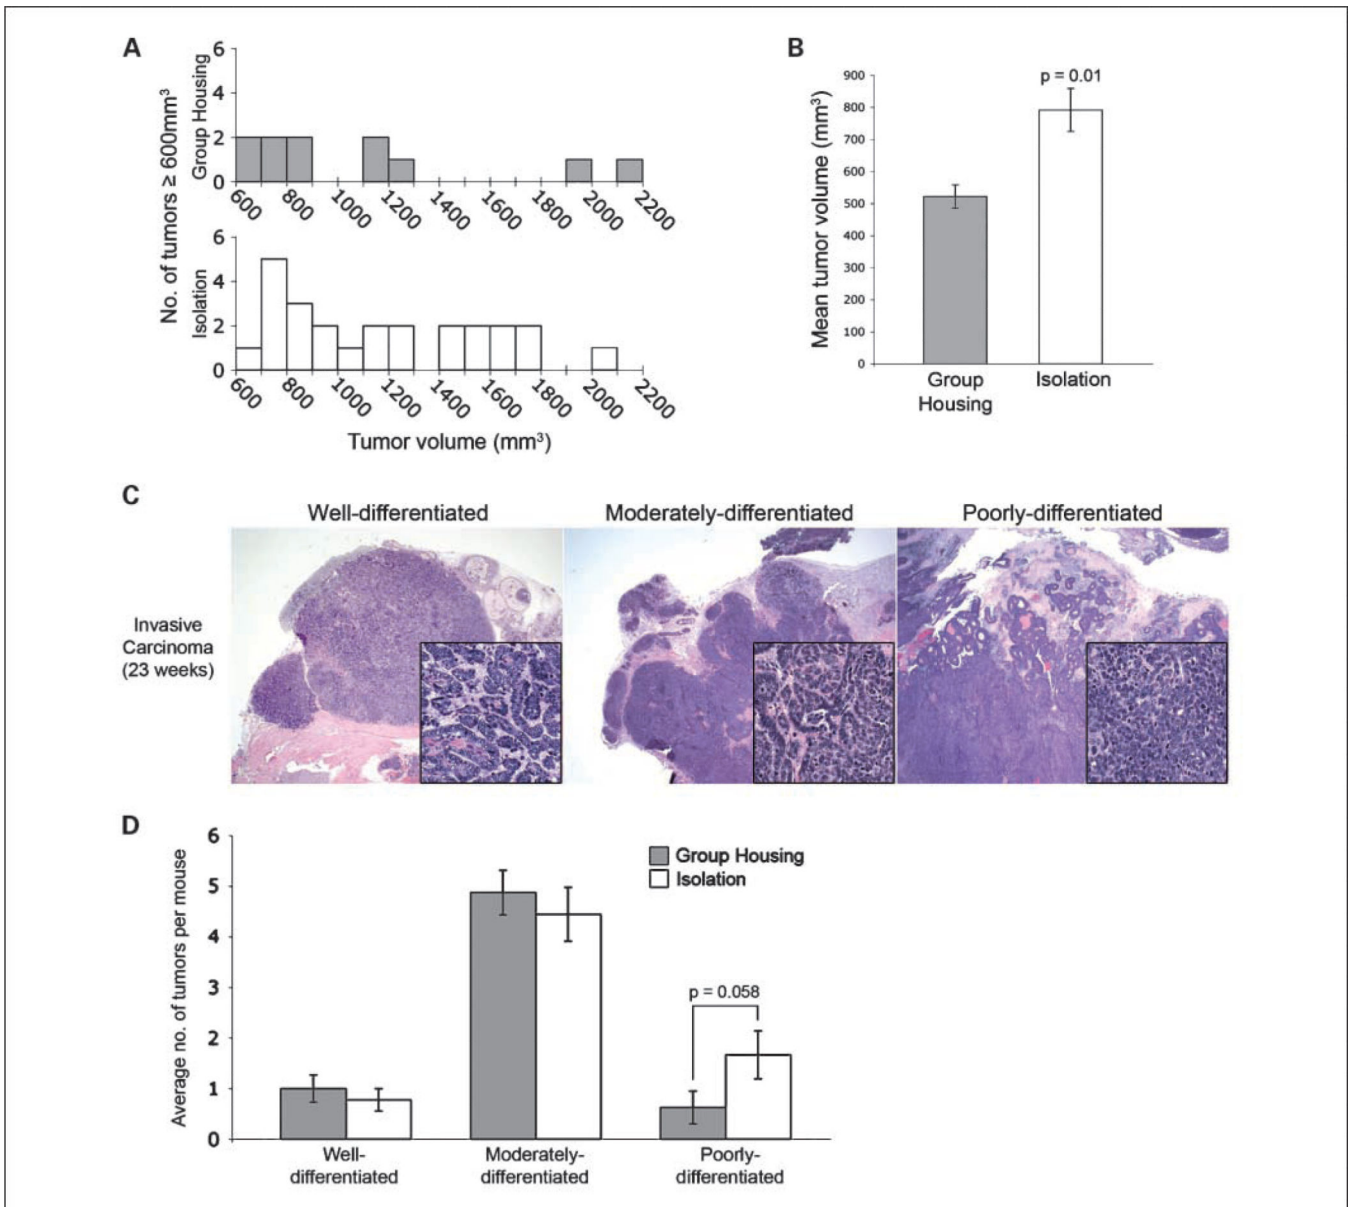 A
No. of tumors ≥ 600mm³
Group Housing
6
4
2
0
600
800
1000
1200
1400
1600
1800
2000
2200
Isolation
6
4
2
0
600
800
1000
1200
1400
1600
1800
2000
2200
Tumor volume (mm³)
B
Mean tumor volume (mm³)
900
800
700
600
500
400
300
200
100
0
p = 0.01
Group
Housing
Isolation
C
Well-differentiated
Moderately-differentiated
Poorly-differentiated
Invasive
Carcinoma
(23 weeks)
D
Average no. of tumors per mouse
6
5
4
3
2
1
0
Group Housing
Isolation
p = 0.058
Well-
differentiated
Moderately-
differentiated
Poorly-
differentiated